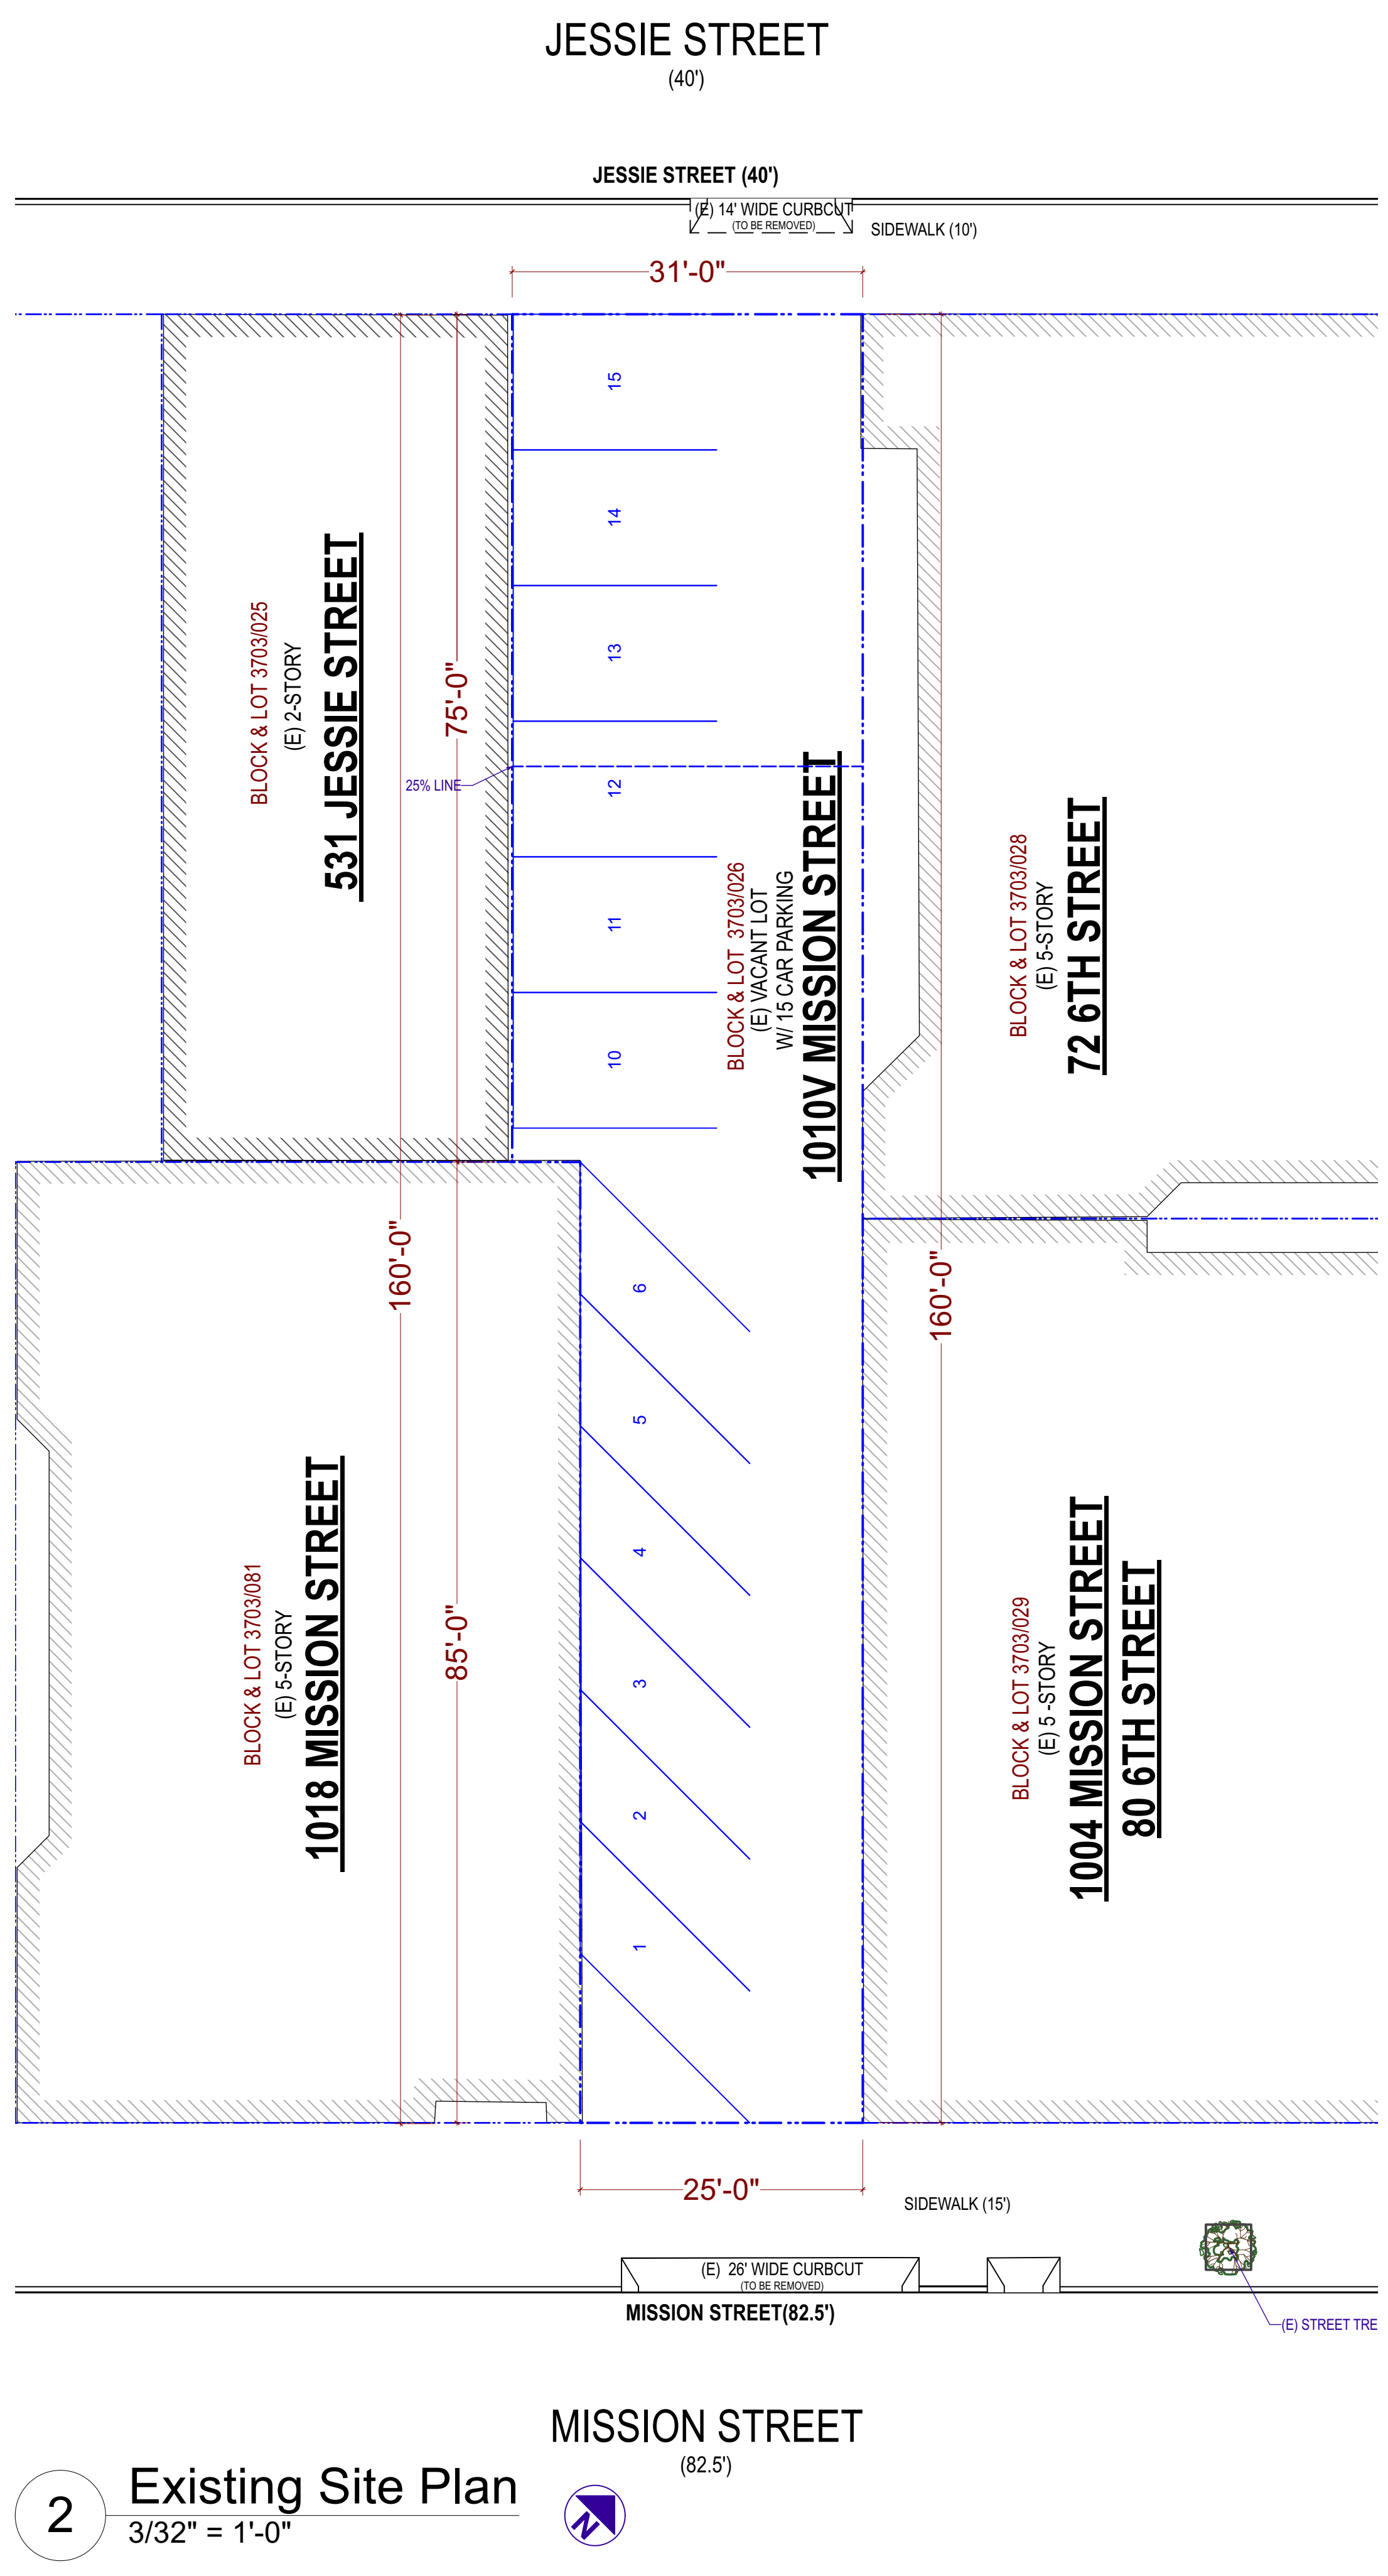 JESSIE STREET
(40')
JESSIE STREET (40')
(E) 14' WIDE CURBCUT
(TO BE REMOVED)
SIDEWALK (10')
31'-0"
15
14
13
12
11
10
25% LINE
BLOCK & LOT 3703/025
(E) 2-STORY
531 JESSIE STREET
75'-0"
BLOCK & LOT 3703/026
(E) VACANT LOT
W/ 15 CAR PARKING
1010V MISSION STREET
BLOCK & LOT 3703/028
(E) 5-STORY
72 6TH STREET
160'-0"
160'-0"
6
5
4
3
2
1
BLOCK & LOT 3703/081
(E) 5-STORY
1018 MISSION STREET
85'-0"
BLOCK & LOT 3703/029
(E) 5 -STORY
1004 MISSION STREET
80 6TH STREET
25'-0"
SIDEWALK (15')
(E) 26' WIDE CURBCUT
(TO BE REMOVED)
MISSION STREET(82.5')
(E) STREET TRE
MISSION STREET
(82.5')
2
Existing Site Plan
3/32" = 1'-0"
N